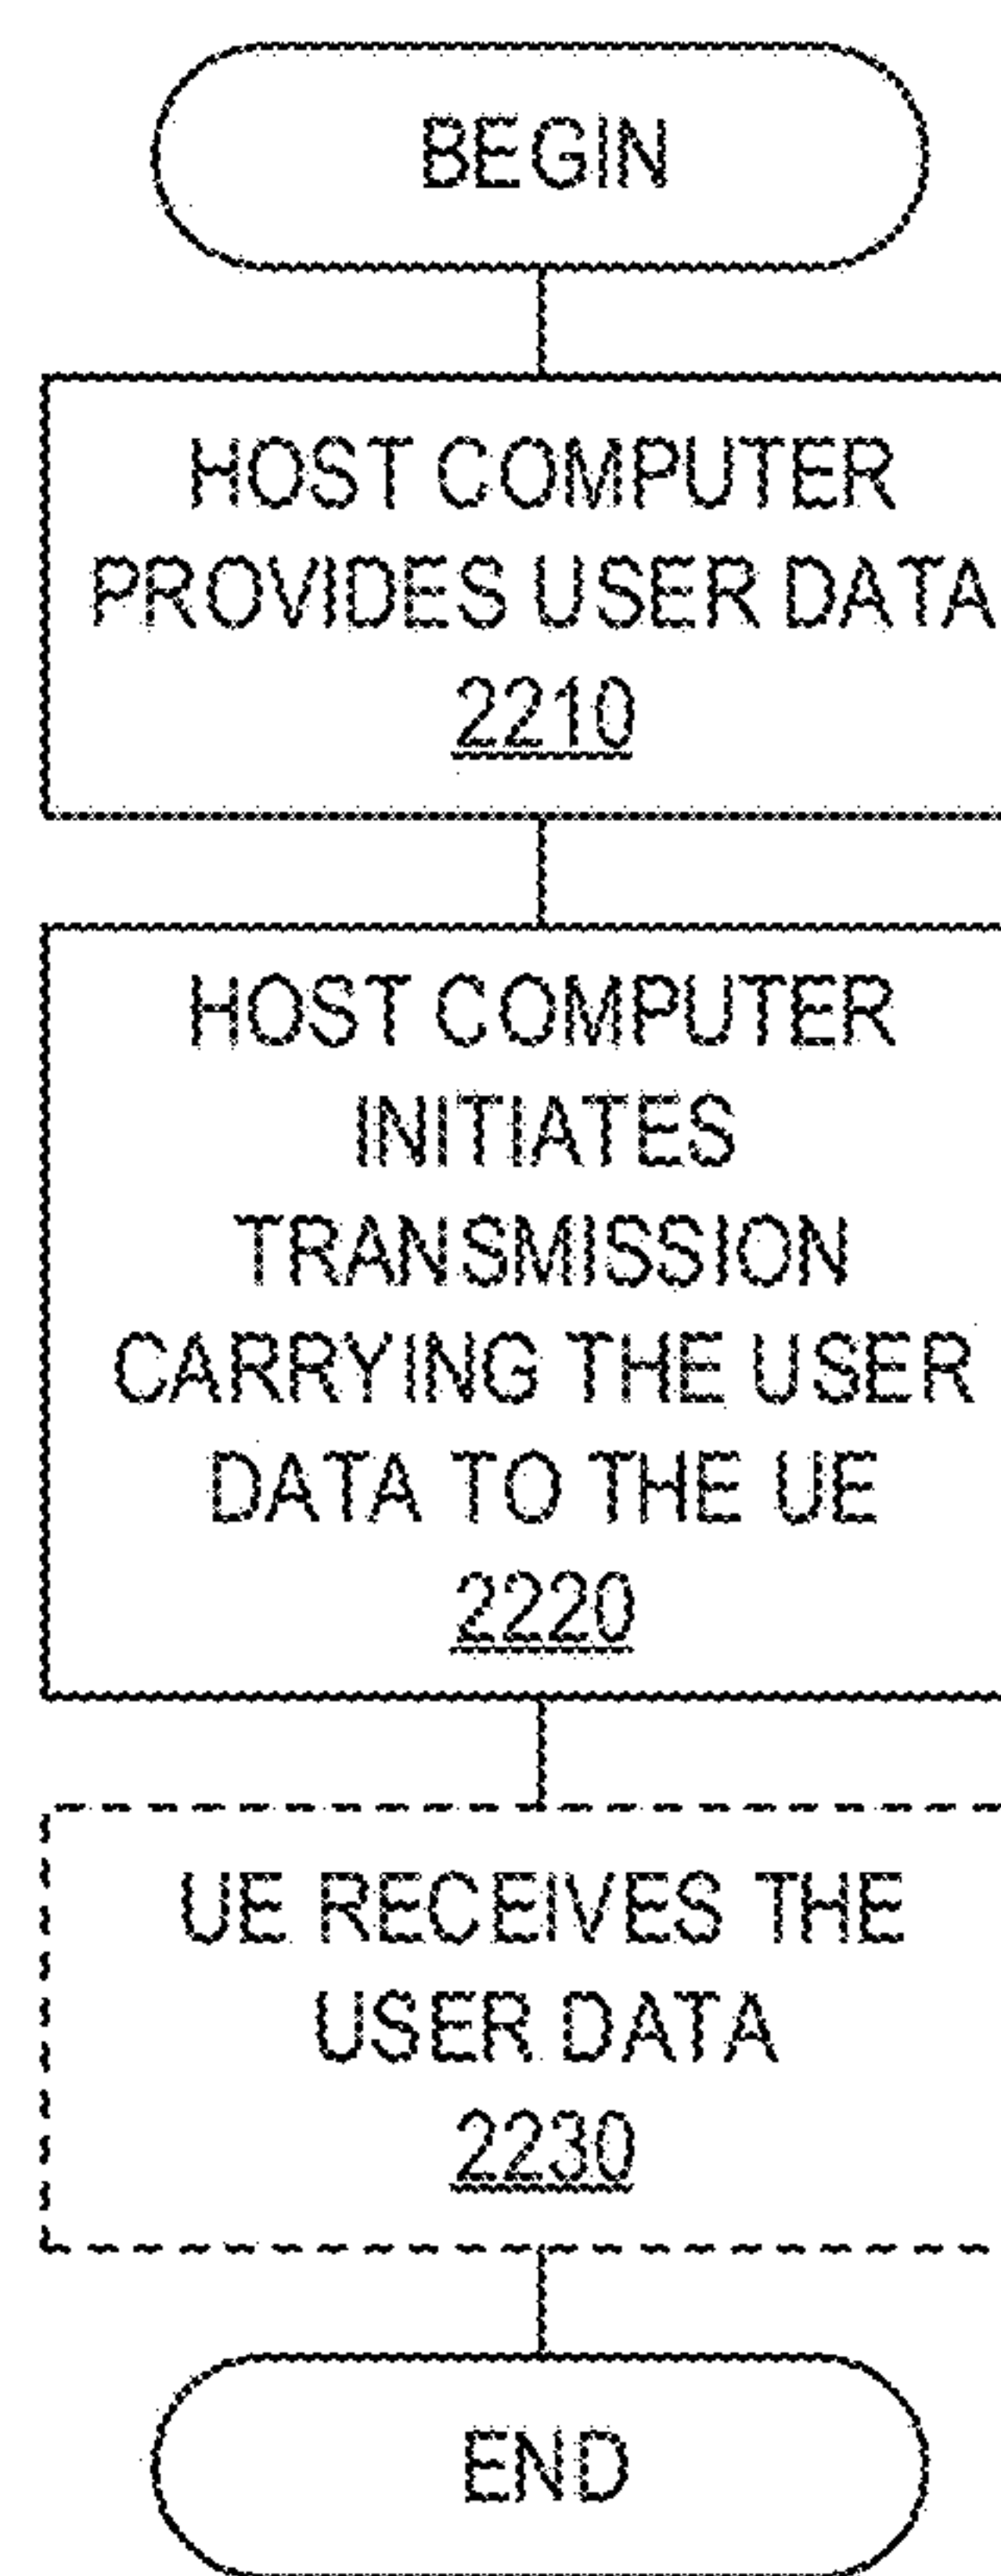 BEGIN
HOST COMPUTER
PROVIDES USER DATA
2210
HOST COMPUTER
INITIATES
TRANSMISSION
CARRYING THE USER
DATA TO THE UE
2220
UE RECEIVES THE
USER DATA
2230
END